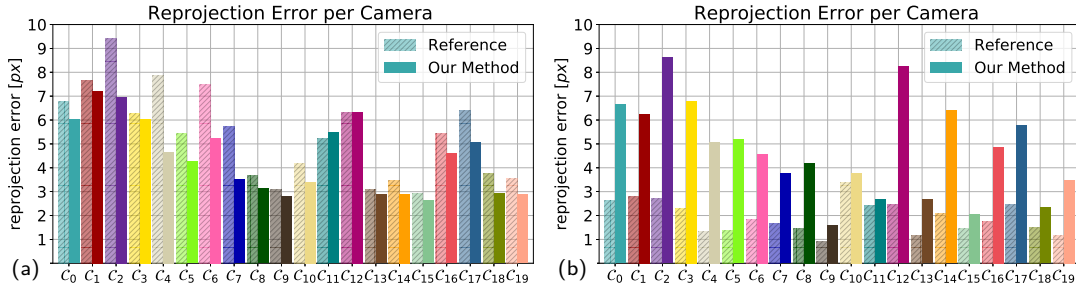 Reprojection Error per Camera
10
9
8
7
6
5
4
3
2
1
reprojection error [px]
Reference
Our Method
(a)
C0 C1 C2 C3 C4 C5 C6 C7 C8 C9 C10 C11 C12 C13 C14 C15 C16 C17 C18 C19
Reprojection Error per Camera
10
9
8
7
6
5
4
3
2
1
reprojection error [px]
Reference
Our Method
(b)
C0 C1 C2 C3 C4 C5 C6 C7 C8 C9 C10 C11 C12 C13 C14 C15 C16 C17 C18 C19